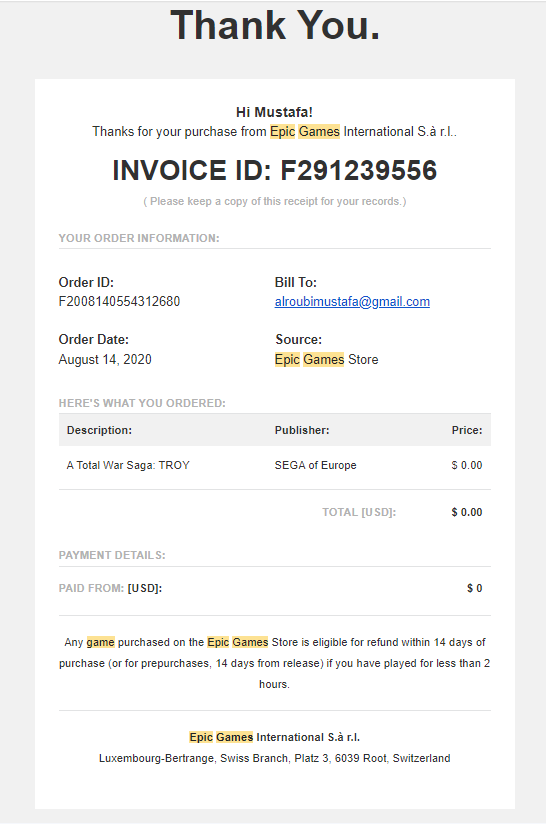 Thank You.
Hi Mustafa!
Thanks for your purchase from Epic Games International S.à r.l..
INVOICE ID: F291239556
( Please keep a copy of this receipt for your records.)
YOUR ORDER INFORMATION:
Order ID:
F2008140554312680
Bill To:
alroubimustafa@gmail.com
Order Date:
August 14, 2020
Source:
Epic Games Store
HERE'S WHAT YOU ORDERED:
Description: Publisher: Price:
A Total War Saga: TROY SEGA of Europe $ 0.00
TOTAL [USD]: $ 0.00
PAYMENT DETAILS:
PAID FROM: [USD]: $ 0
Any game purchased on the Epic Games Store is eligible for refund within 14 days of
purchase (or for prepurchases, 14 days from release) if you have played for less than 2
hours.
Epic Games International S.à r.l.
Luxembourg-Bertrange, Swiss Branch, Platz 3, 6039 Root, Switzerland